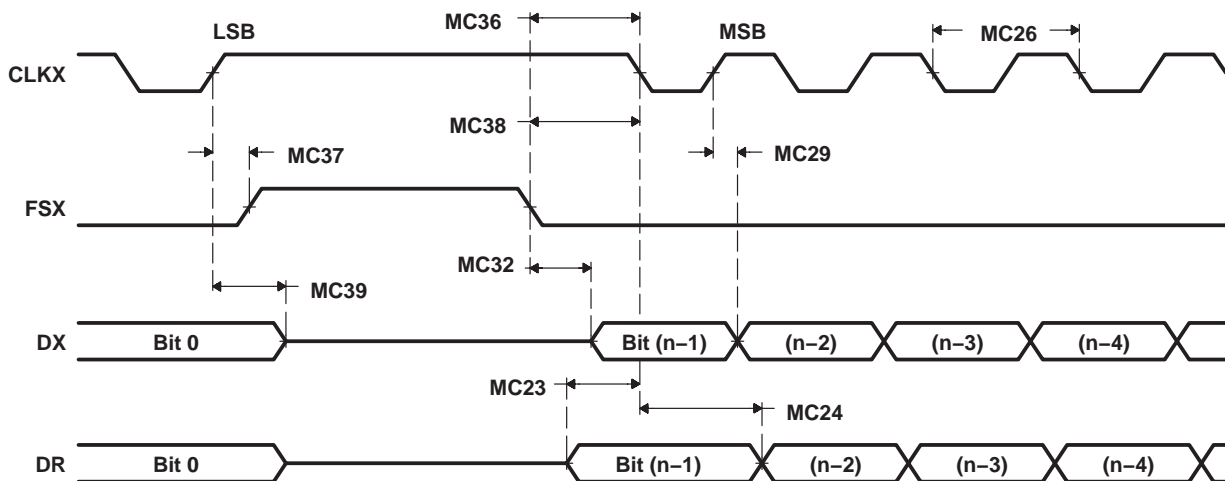 MC36
LSB
MSB
MC26
CLKX
MC38
MC37
MC29
FSX
MC32
MC39
DX
Bit 0
Bit (n–1)
(n–2)
(n–3)
(n–4)
MC23
MC24
DR
Bit 0
Bit (n–1)
(n–2)
(n–3)
(n–4)